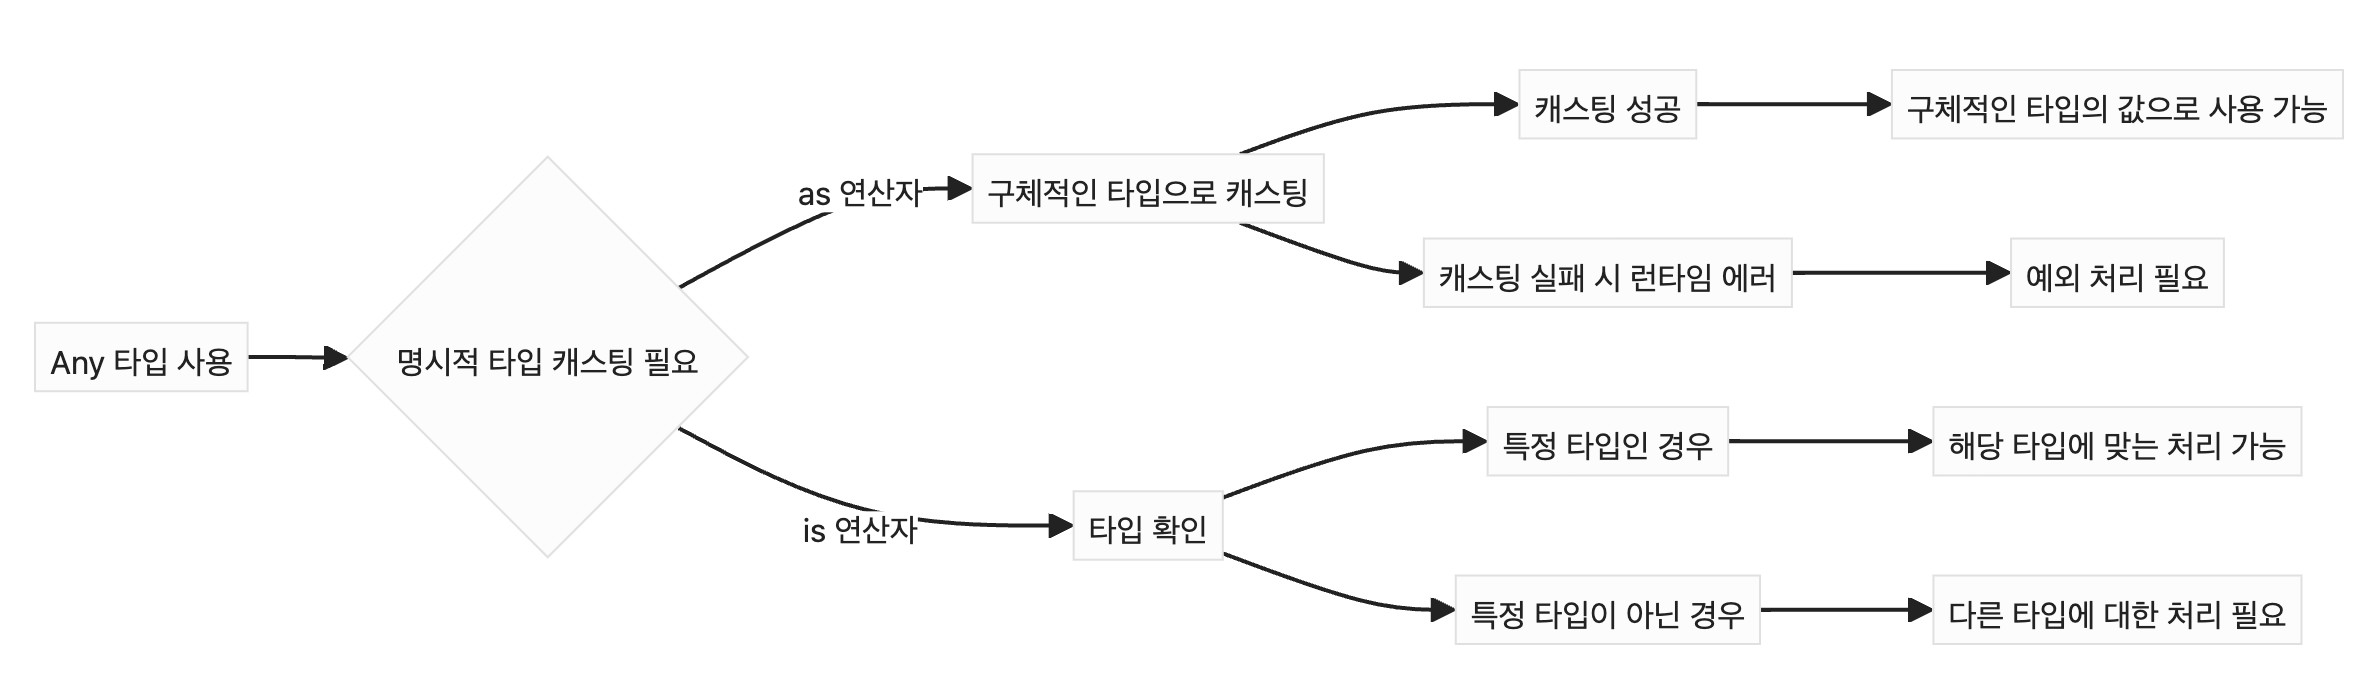 Any 타입 사용
명시적 타입 캐스팅 필요
as 연산자
구체적인 타입으로 캐스팅
캐스팅 성공
구체적인 타입의 값으로 사용 가능
캐스팅 실패 시 런타임 에러
예외 처리 필요
is 연산자
타입 확인
특정 타입인 경우
해당 타입에 맞는 처리 가능
특정 타입이 아닌 경우
다른 타입에 대한 처리 필요